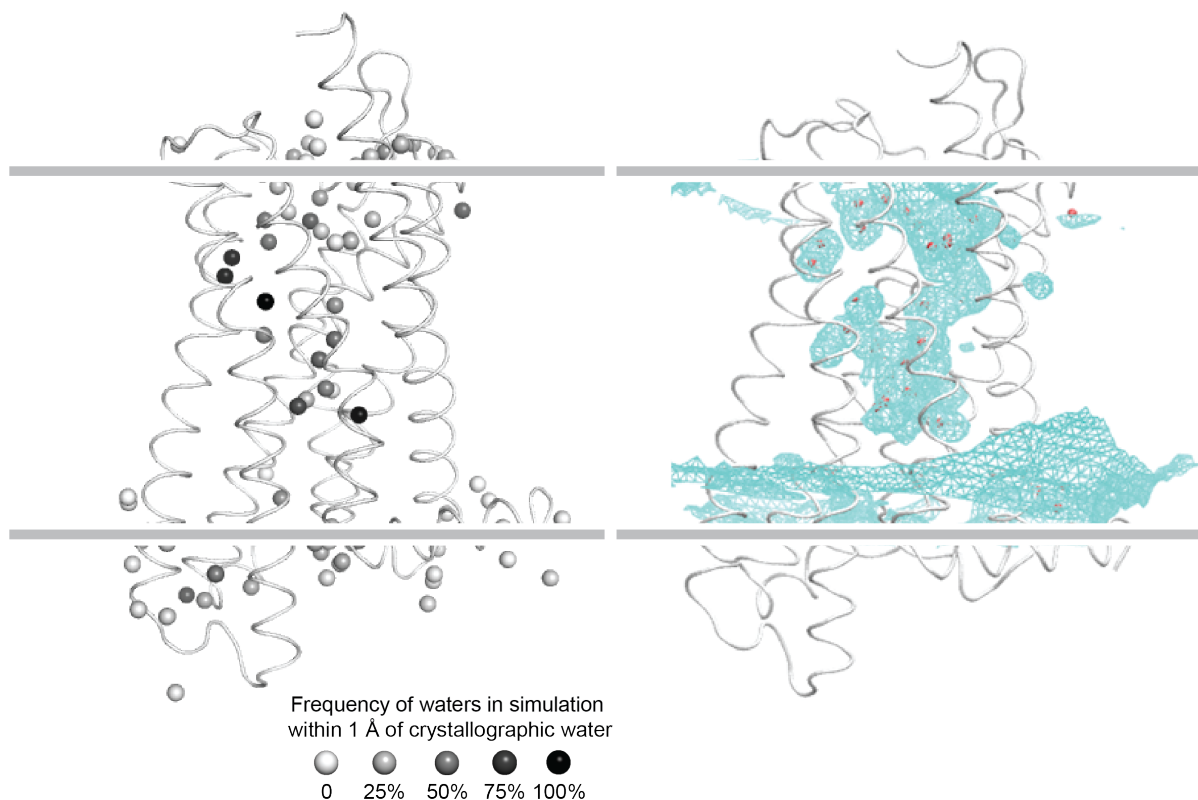 Frequency of waters in simulation
within 1 Å of crystallographic water
0 25% 50% 75% 100%